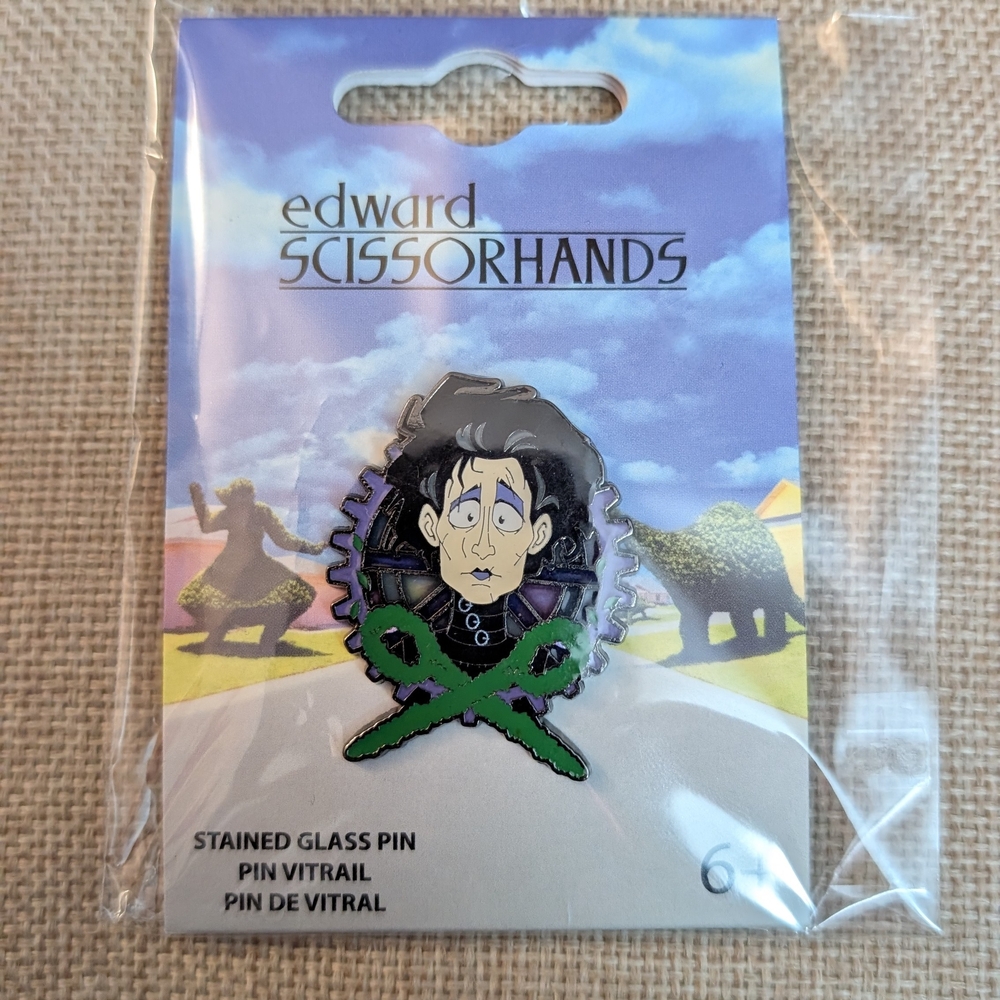 edward
SCISSORHANDS
STAINED GLASS PIN
PIN VITRAIL
PIN DE VITRAL
6+